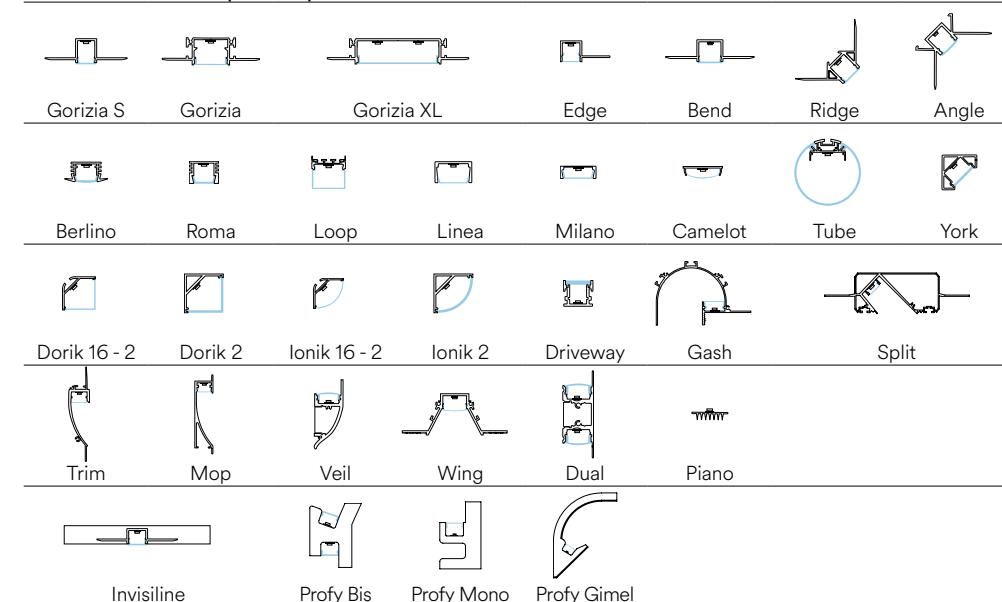 Gorizia S Gorizia Gorizia XL Edge Bend Ridge Angle
Berlino Roma Loop Linea Milano Camelot Tube York
Dorik 16 - 2 Dorik 2 Ionik 16 - 2 Ionik 2 Driveway Gash Split
Trim Mop Veil Wing Dual Piano
Invisiline Profy Bis Profy Mono Profy Gimel